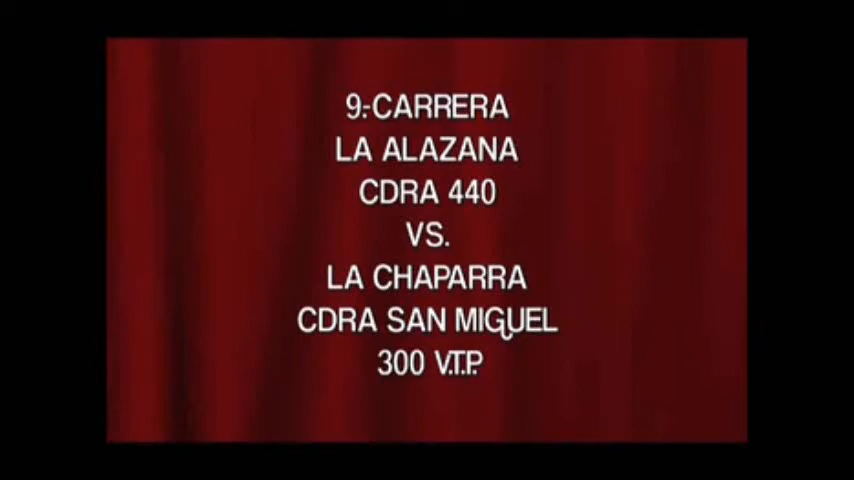 9.-CARRERA
LA ALAZANA
CDRA 440
VS.
LA CHAPARRA
CDRA SAN MIGUEL
300 V.T.P.